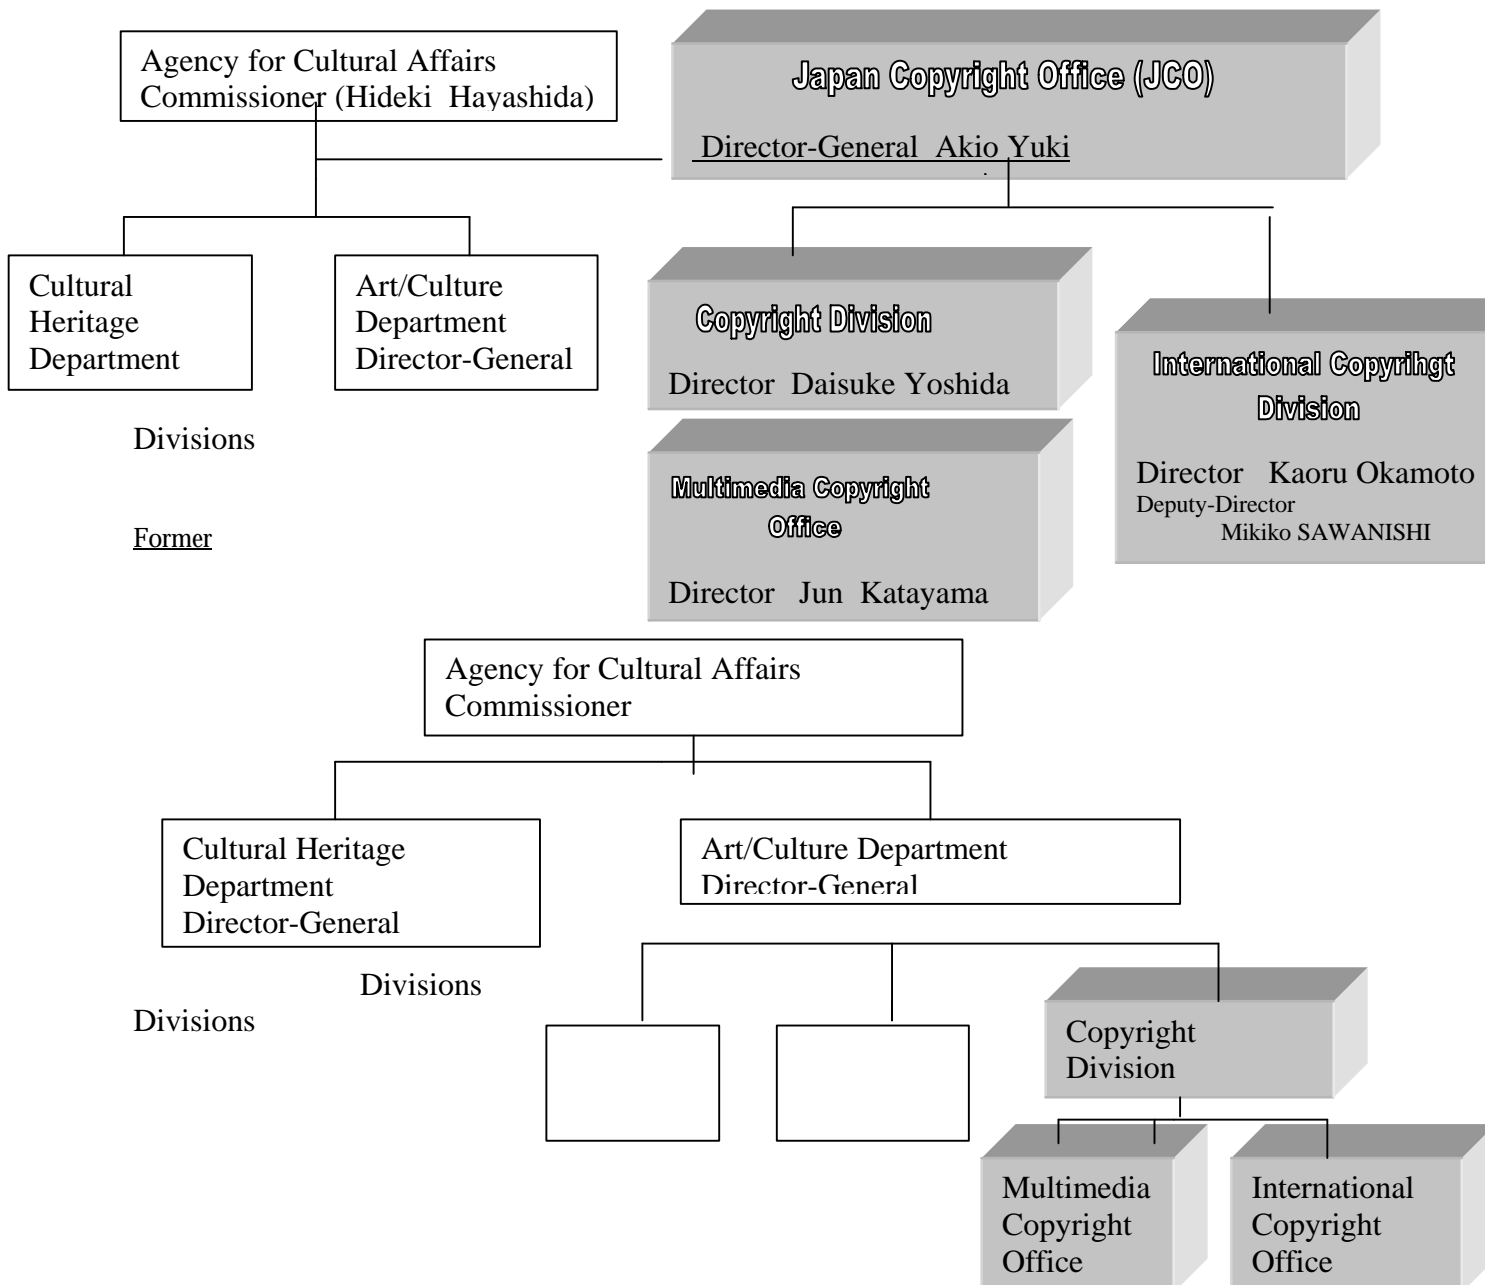 Agency for Cultural Affairs
Commissioner (Hideki Hayashida)
Japan Copyright Office (JCO)
Director-General Akio Yuki
Cultural
Heritage
Department
Art/Culture
Department
Director-General
Copyright Division
Director Daisuke Yoshida
International Copyrihgt
Division
Director Kaoru Okamoto
Deputy-Director
Mikiko SAWANISHI
Divisions
Multimedia Copyright
Office
Director Jun Katayama
Former
Agency for Cultural Affairs
Commissioner
Cultural Heritage
Department
Director-General
Art/Culture Department
Director-General
Divisions
Divisions
Copyright
Division
Multimedia
Copyright
Office
International
Copyright
Office